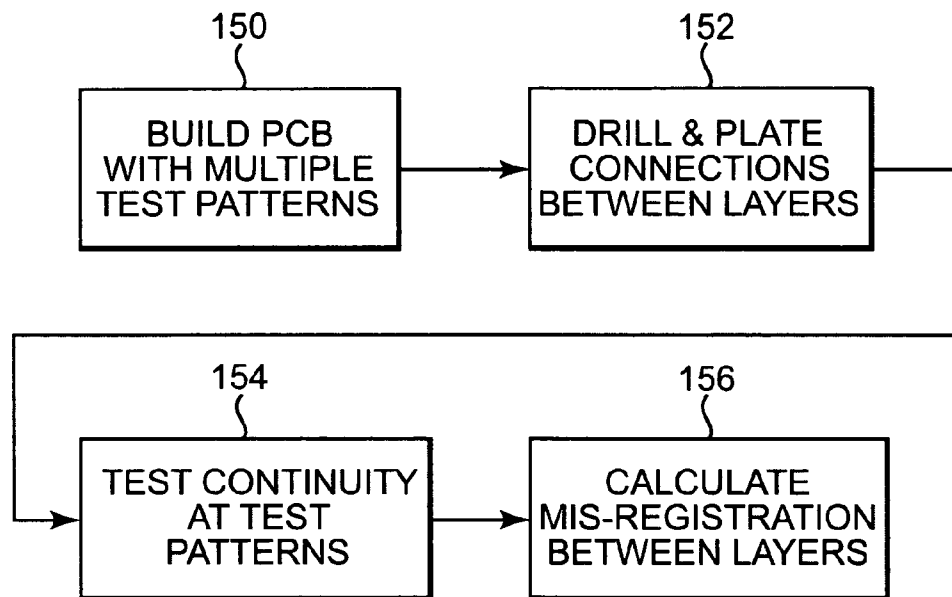 150
BUILD PCB
WITH MULTIPLE
TEST PATTERNS
152
DRILL & PLATE
CONNECTIONS
BETWEEN LAYERS
154
TEST CONTINUITY
AT TEST
PATTERNS
156
CALCULATE
MIS-REGISTRATION
BETWEEN LAYERS